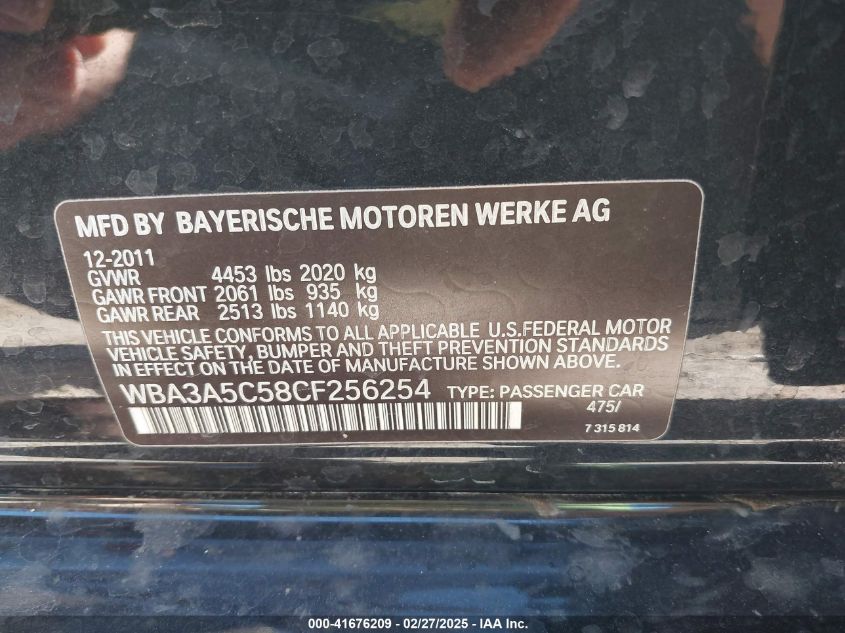 MFD BY BAYERISCHE MOTOREN WERKE AG
12-2011
GVWR 4453 lbs 2020 kg
GAWR FRONT 2061 lbs 935 kg
GAWR REAR 2513 lbs 1140 kg
THIS VEHICLE CONFORMS TO ALL APPLICABLE U.S.FEDERAL MOTOR
VEHICLE SAFETY, BUMPER AND THEFT PREVENTION STANDARDS
IN EFFECT ON THE DATE OF MANUFACTURE SHOWN ABOVE.
WBA3A5C58CF256254 TYPE: PASSENGER CAR
475/
7 315 814
000-41676209 - 02/27/2025 - IAA Inc.